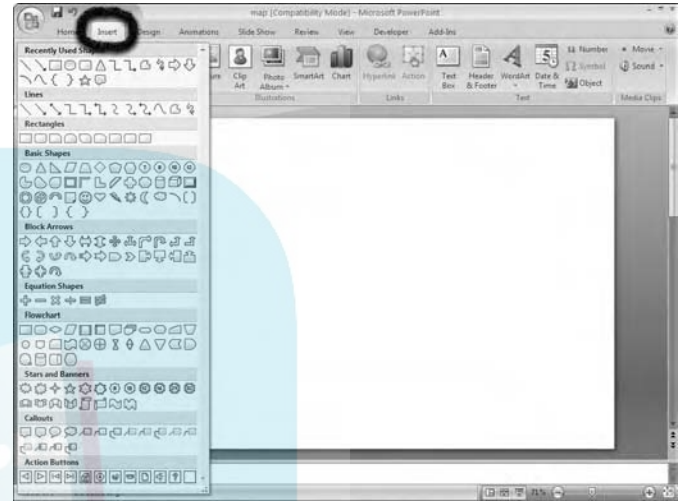 map [Compatibility Mode] - Microsoft PowerPoint
Home Insert Design Animations Slide Show Review View Developer Add-Ins
Recently Used
Lines
Rectangles
Basic Shapes
Block Arrows
Equation Shapes
Flowchart
Stars and Banners
Callouts
Action Buttons
Clip Art
Photo Album
SmartArt
Chart
Hyperlink
Action
Text Box
Header & Footer
WordArt
Date & Time
Number
Symbol
Object
Movie
Sound
Illustrations
Links
Text
Media Clips
71%